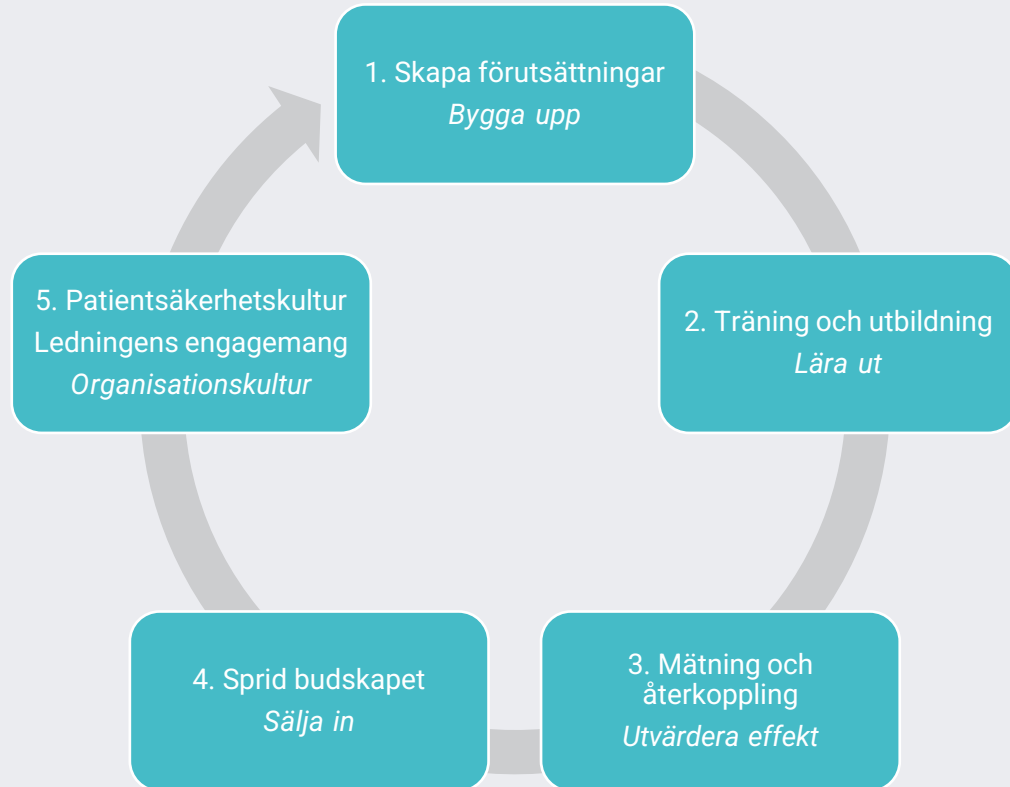 1. Skapa förutsättningar
Bygga upp
2. Träning och utbildning
Lära ut
3. Mätning och
återkoppling
Utvärdera effekt
4. Sprid budskapet
Sälja in
5. Patientsäkerhetskultur
Ledningens engagemang
Organisationskultur